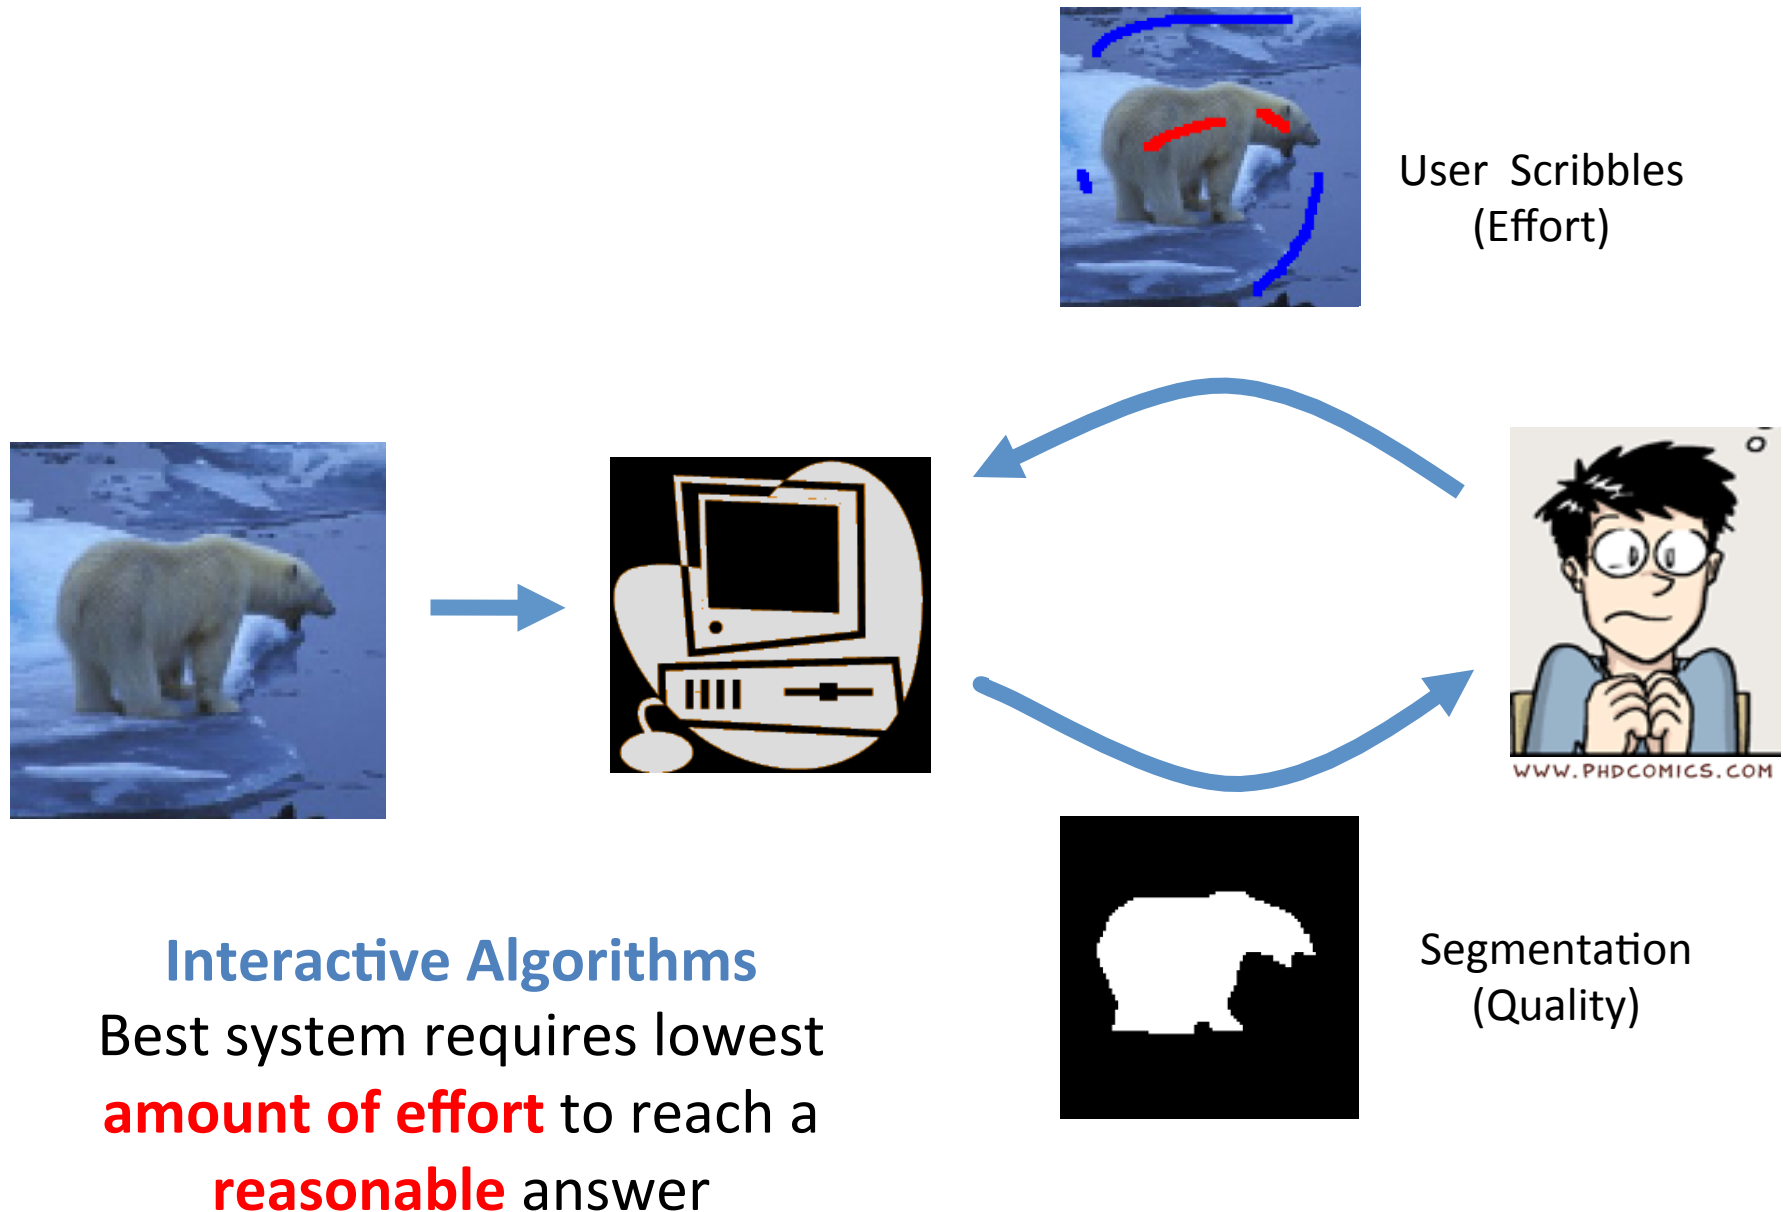 User Scribbles
(Effort)
WWW.PHDCOMICS.COM
Segmentation
(Quality)
Interactive Algorithms
Best system requires lowest
amount of effort to reach a
reasonable answer